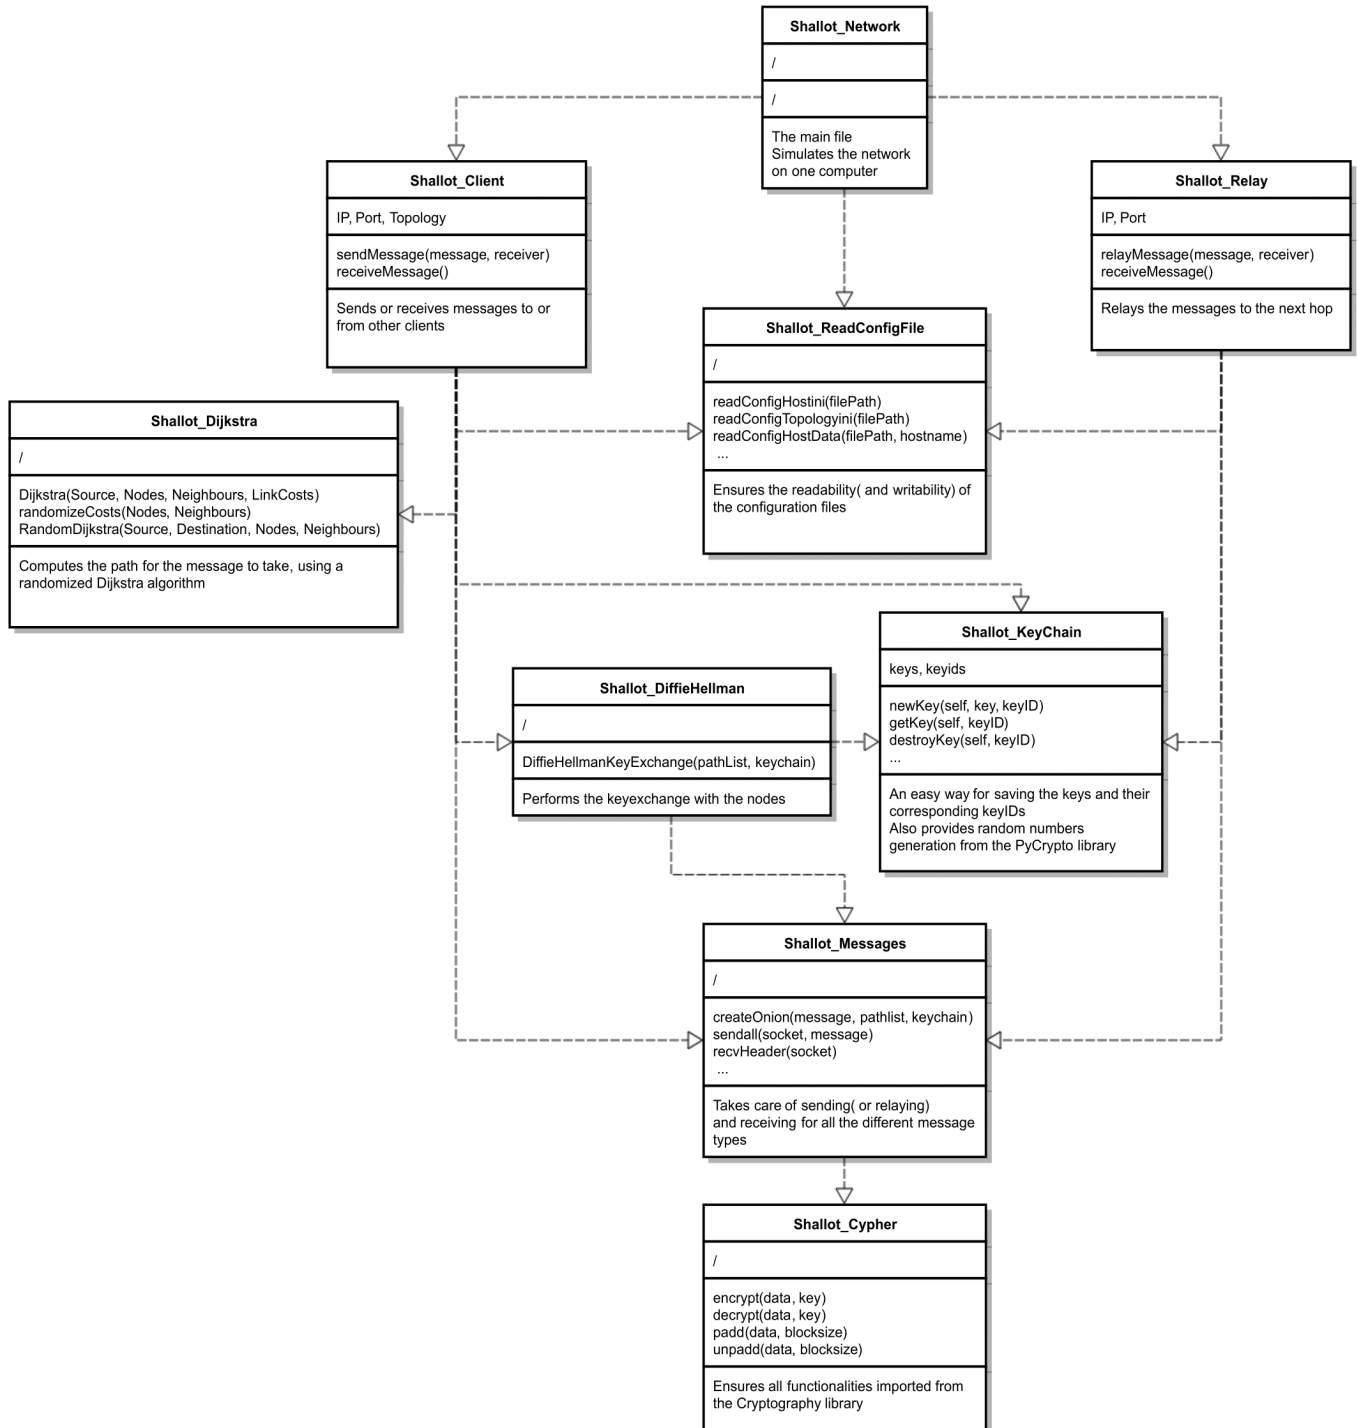 Shallot_Network
/
/
The main file
Simulates the network
on one computer
Shallot_Client
IP, Port, Topology
sendMessage(message, receiver)
receiveMessage()
Sends or receives messages to or
from other clients
Shallot_Relay
IP, Port
relayMessage(message, receiver)
receiveMessage()
Relays the messages to the next hop
Shallot_ReadConfigFile
/
readConfigHostini(filePath)
readConfigTopologyini(filePath)
readConfigHostData(filePath, hostname)
...
Ensures the readability( and writability) of
the configuration files
Shallot_Dijkstra
/
Dijkstra(Source, Nodes, Neighbours, LinkCosts)
randomizeCosts(Nodes, Neighbours)
RandomDijkstra(Source, Destination, Nodes, Neighbours)
Computes the path for the message to take, using a
randomized Dijkstra algorithm
Shallot_KeyChain
keys, keyids
newKey(self, key, keyID)
getKey(self, keyID)
destroyKey(self, keyID)
...
An easy way for saving the keys and their
corresponding keyIDs
Also provides random numbers
generation from the PyCrypto library
Shallot_DiffieHellman
/
DiffieHellmanKeyExchange(pathList, keychain)
Performs the keyexchange with the nodes
Shallot_Messages
/
createOnion(message, pathlist, keychain)
sendall(socket, message)
recvHeader(socket)
...
Takes care of sending( or relaying)
and receiving for all the different message
types
Shallot_Cypher
/
encrypt(data, key)
decrypt(data, key)
padd(data, blocksize)
unpadd(data, blocksize)
Ensures all functionalities imported from
the Cryptography library